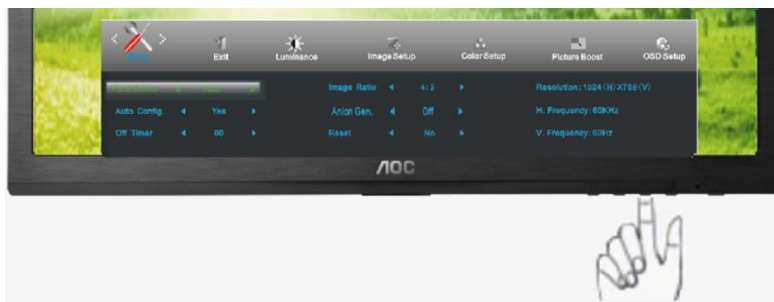 Exit Luminance Image Setup Color Setup Picture Boost OSD Setup
Image Ratio 4:3 Resolution: 1024 (H) X768 (V)
Auto Config. Yes Anion Gen. Off H. Frequency: 60KHz
Off Timer 00 Reset No V. Frequency: 60Hz
AOC